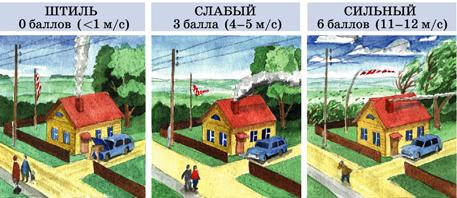 ШТИЛЬ
0 баллов (<1 м/с)
СЛАБЫЙ
3 балла (4–5 м/с)
СИЛЬНЫЙ
6 баллов (11–12 м/с)